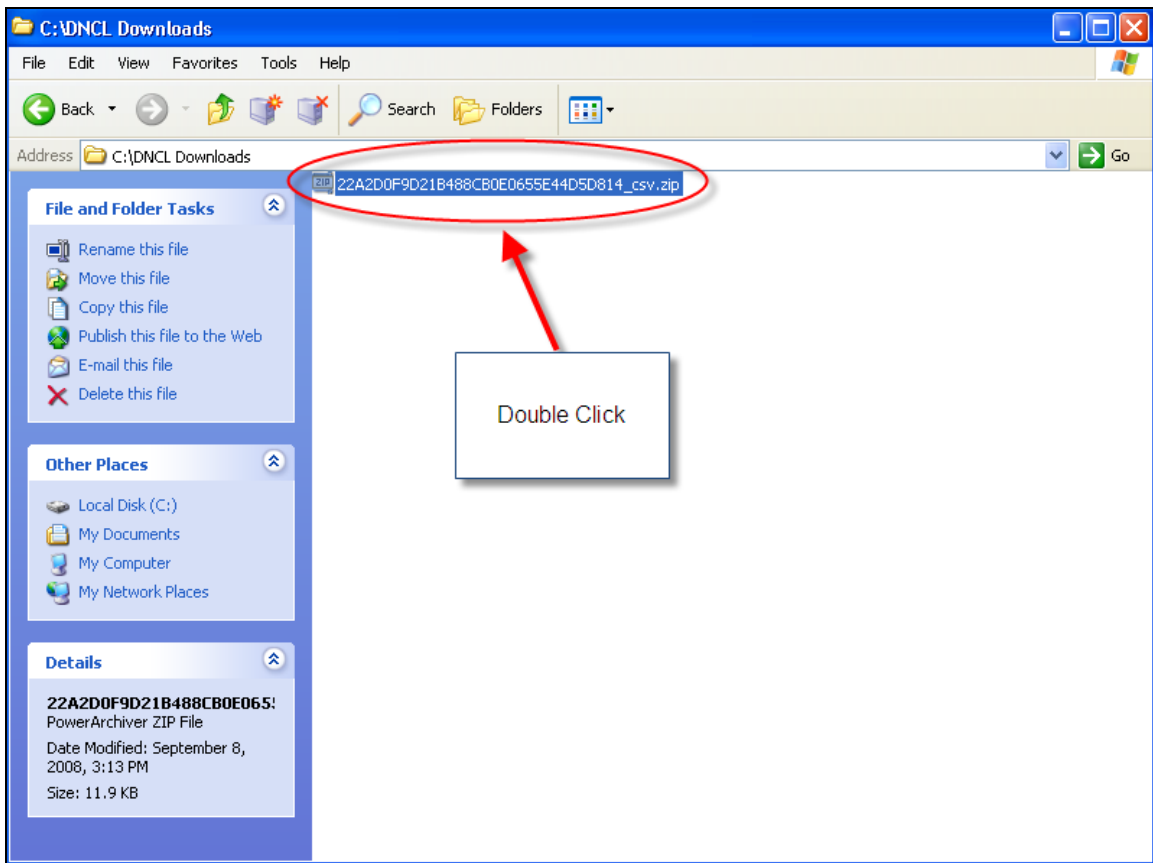 C:\DNCL Downloads
File Edit View Favorites Tools Help
Back Search Folders
Address C:\DNCL Downloads Go
ZIP 22A2D0F9D21B488CB0E0655E44D5D814_csv.zip
File and Folder Tasks
Rename this file
Move this file
Copy this file
Publish this file to the Web
E-mail this file
Delete this file
Double Click
Other Places
Local Disk (C:)
My Documents
My Computer
My Network Places
Details
22A2D0F9D21B488CB0E065
PowerArchiver ZIP File
Date Modified: September 8,
2008, 3:13 PM
Size: 11.9 KB